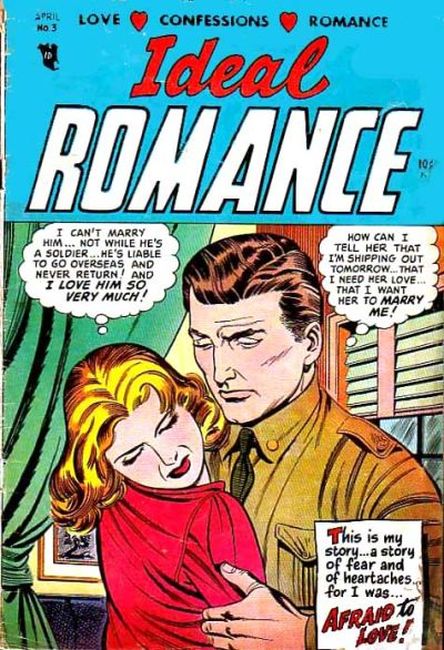 APRIL
No. 3
LOVE ♥ CONFESSIONS ♥ ROMANCE
Ideal
ROMANCE
10¢
I CAN'T MARRY
HIM... NOT WHILE HE'S
A SOLDIER... HE'S LIABLE
TO GO OVERSEAS AND
NEVER RETURN! AND
I LOVE HIM SO
VERY MUCH!
HOW CAN I
TELL HER THAT
I'M SHIPPING OUT
TOMORROW... THAT
I NEED HER LOVE...
THAT I WANT
HER TO MARRY
ME!
This is my
story... a story
of fear and
of heartaches
for I was...
AFRAID to
LOVE!